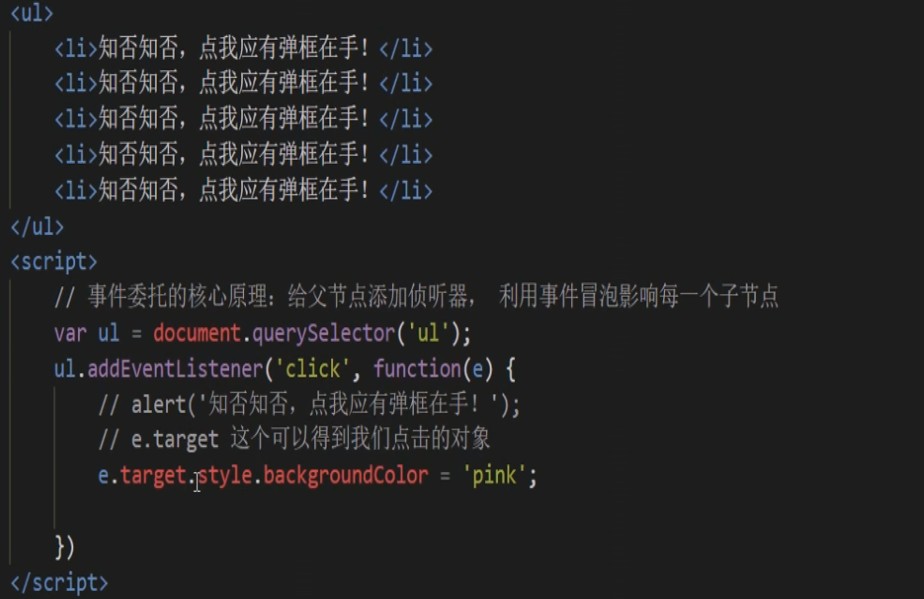 <ul>
<li>知否知否，点我应有弹框在手！</li>
<li>知否知否，点我应有弹框在手！</li>
<li>知否知否，点我应有弹框在手！</li>
<li>知否知否，点我应有弹框在手！</li>
<li>知否知否，点我应有弹框在手！</li>
</ul>
<script>
// 事件委托的核心原理：给父节点添加侦听器， 利用事件冒泡影响每一个子节点
var ul = document.querySelector('ul');
ul.addEventListener('click', function(e) {
// alert('知否知否，点我应有弹框在手！');
// e.target 这个可以得到我们点击的对象
e.target.style.backgroundColor = 'pink';
})
</script>